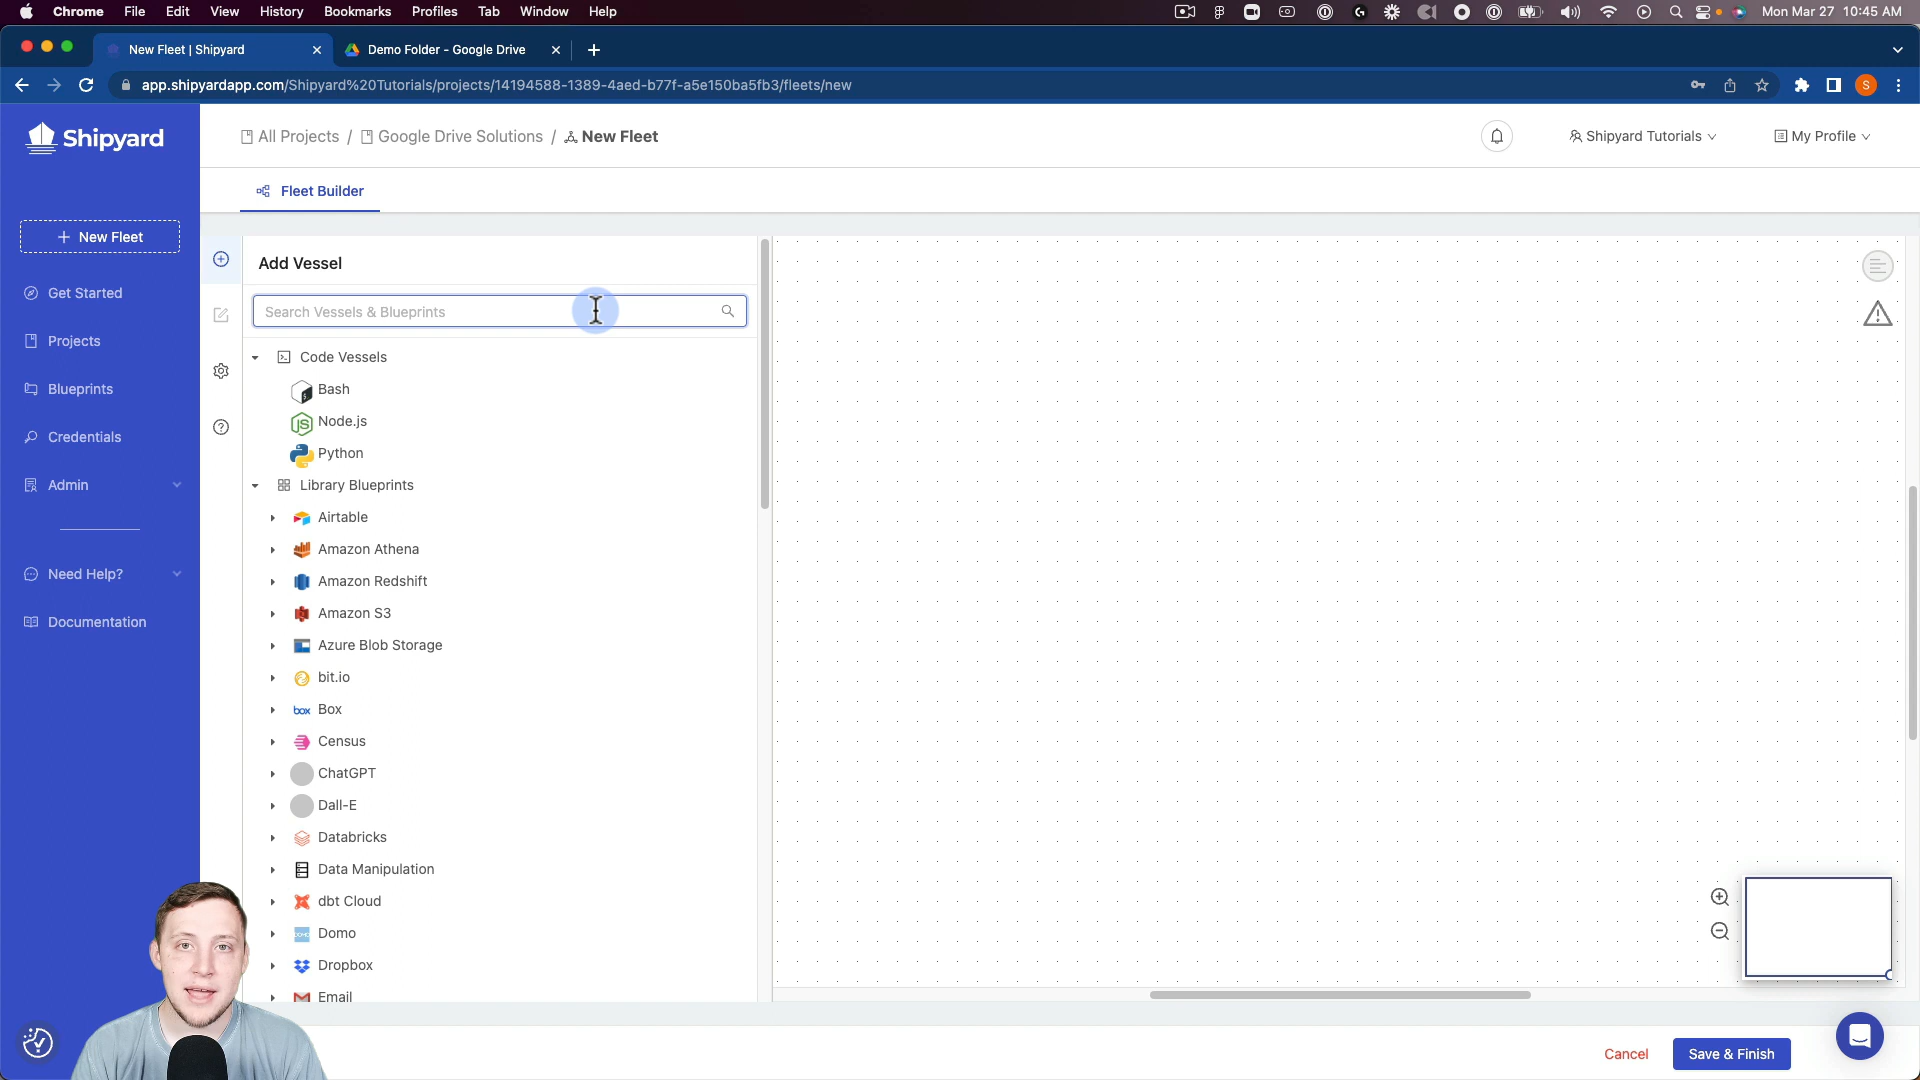 Chrome File Edit View History Bookmarks Profiles Tab Window Help Mon Mar 27 10:45 AM
New Fleet | Shipyard Demo Folder - Google Drive
app.shipyardapp.com/Shipyard%20Tutorials/projects/14194588-1389-4aed-b77f-a5e150ba5fb3/fleets/new S
Shipyard
All Projects / Google Drive Solutions / New Fleet Shipyard Tutorials My Profile
Fleet Builder
New Fleet
Get Started
Projects
Blueprints
Credentials
Admin
Need Help?
Documentation
Add Vessel
Search Vessels & Blueprints
Code Vessels
Bash
Node.js
Python
Library Blueprints
Airtable
Amazon Athena
Amazon Redshift
Amazon S3
Azure Blob Storage
bit.io
box Box
Census
ChatGPT
Dall-E
Databricks
Data Manipulation
dbt Cloud
DOMO Domo
Dropbox
Email
Cancel Save & Finish